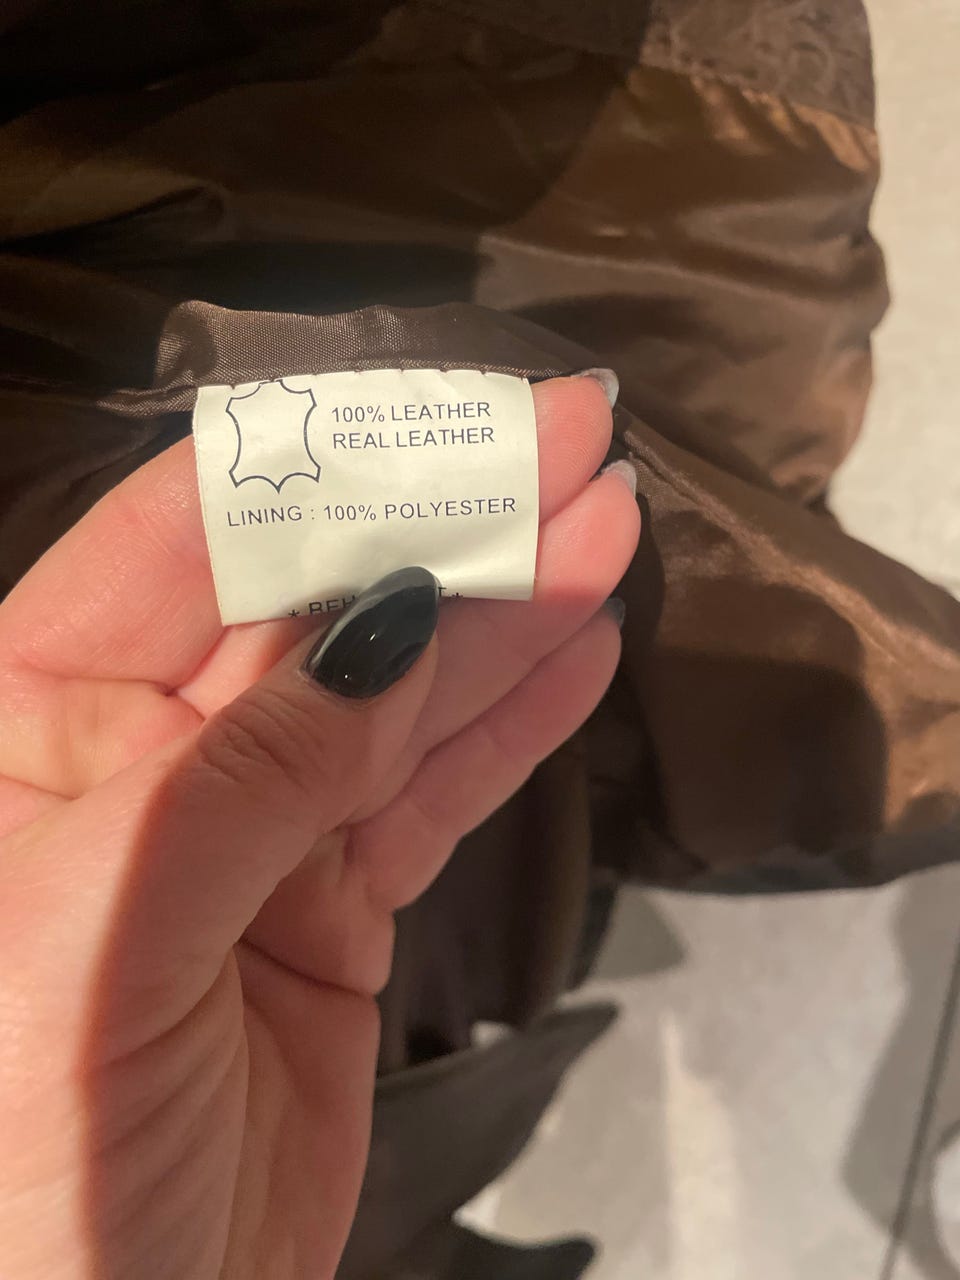 100% LEATHER
REAL LEATHER
LINING : 100% POLYESTER